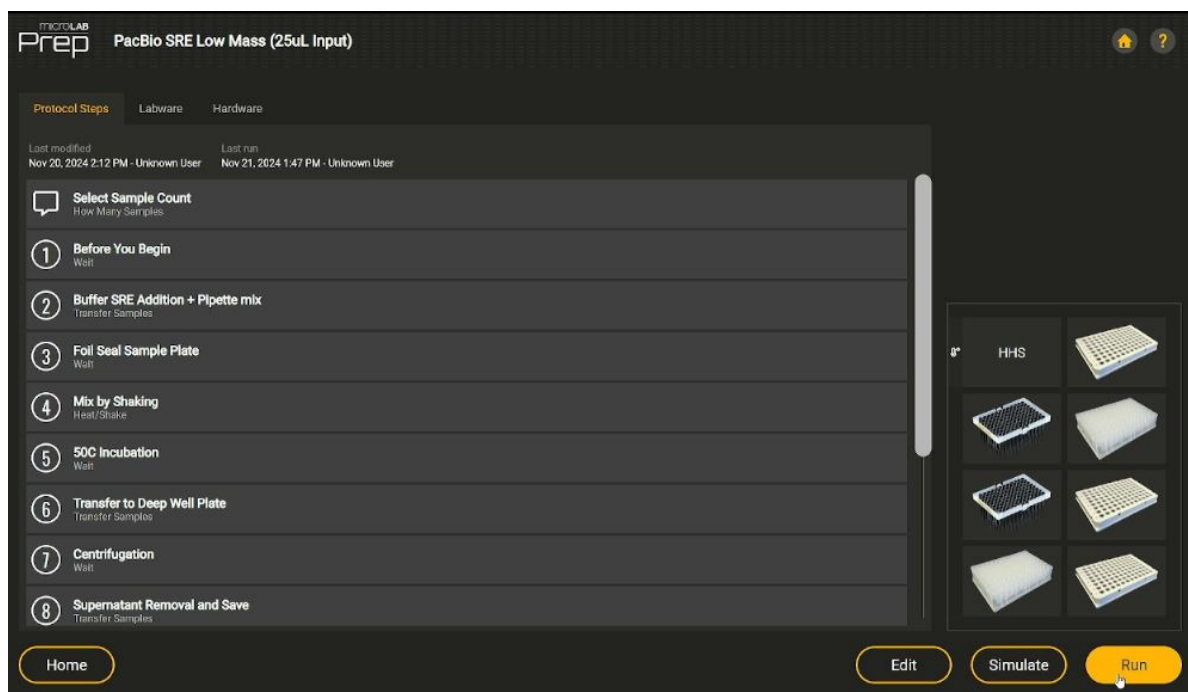 microLAB
Prep
PacBio SRE Low Mass (25uL Input)
?
Protocol Steps
Labware
Hardware
Last modified
Last run
Nov 20, 2024 2:12 PM - Unknown User
Nov 21, 2024 1:47 PM - Unknown User
Select Sample Count
How Many Samples
1
Before You Begin
Wait
2
Buffer SRE Addition + Pipette mix
Transfer Samples
3
Foil Seal Sample Plate
Wait
4
Mix by Shaking
Heat/Shake
5
50C Incubation
Wait
6
Transfer to Deep Well Plate
Transfer Samples
7
Centrifugation
Wait
8
Supernatant Removal and Save
Transfer Samples
HHS
Home
Edit
Simulate
Run